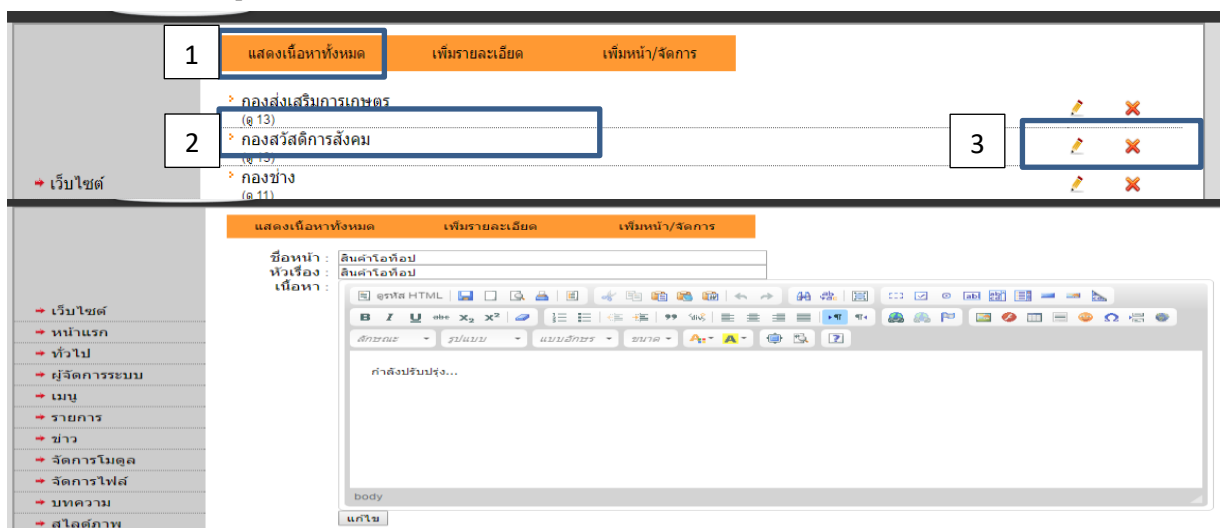 1
แสดงเนื้อหาทั้งหมด เพิ่มรายละเอียด เพิ่มหน้า/จัดการ
กองส่งเสริมการเกษตร
(ดู 13)
2
กองสวัสดิการสังคม
3
(ดู 13)
เว็บไซต์
กองช่าง
(ดู 11)
แสดงเนื้อหาทั้งหมด เพิ่มรายละเอียด เพิ่มหน้า/จัดการ
ชื่อหน้า : สินค้าโอท็อป
หัวเรื่อง : สินค้าโอท็อป
เนื้อหา :
ดูรหัส HTML
ลักษณะ รูปแบบ แบบอักษร ขนาด
กำลังปรับปรุง...
body
แก้ไข
เว็บไซต์
หน้าแรก
ทั่วไป
ผู้จัดการระบบ
เมนู
รายการ
ข่าว
จัดการโมดูล
จัดการไฟล์
บทความ
สไลด์ภาพ